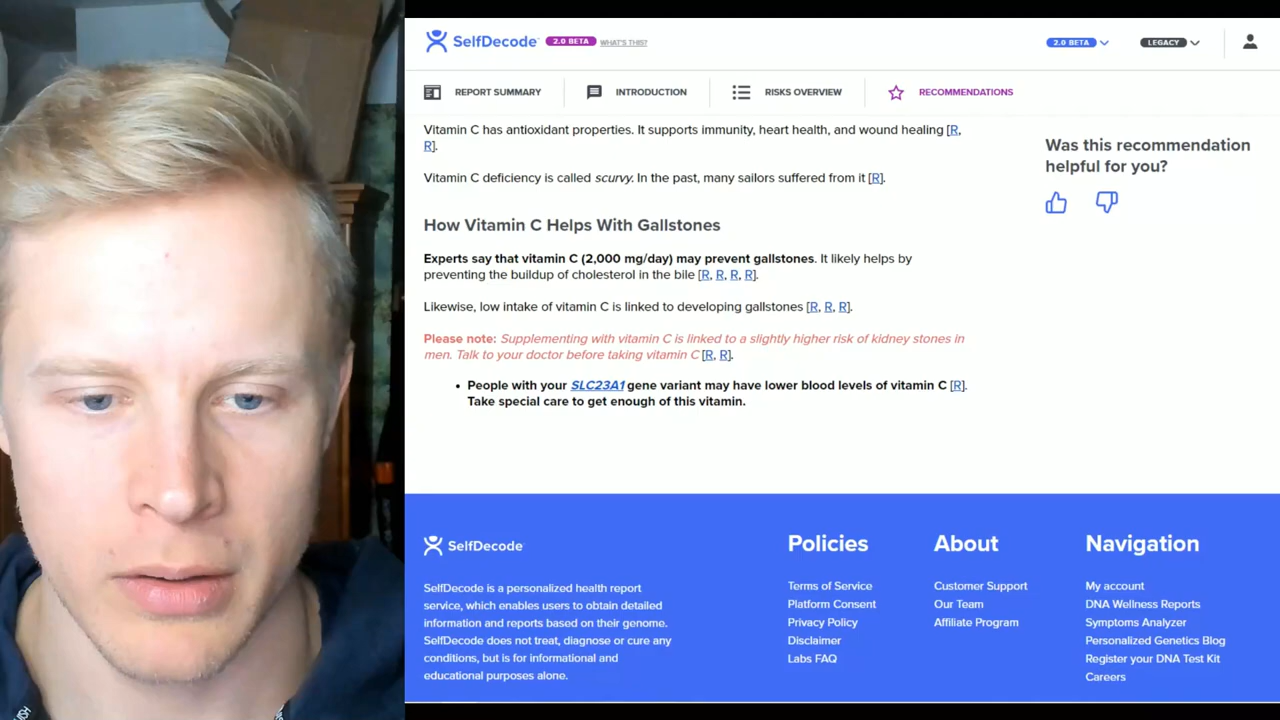 SelfDecode 2.0 BETA WHAT'S THIS? 2.0 BETA LEGACY
REPORT SUMMARY INTRODUCTION RISKS OVERVIEW RECOMMENDATIONS
Vitamin C has antioxidant properties. It supports immunity, heart health, and wound healing [R,
R].
Vitamin C deficiency is called scurvy. In the past, many sailors suffered from it [R].
Was this recommendation
helpful for you?
How Vitamin C Helps With Gallstones
Experts say that vitamin C (2,000 mg/day) may prevent gallstones. It likely helps by
preventing the buildup of cholesterol in the bile [R, R, R, R].
Likewise, low intake of vitamin C is linked to developing gallstones [R, R, R].
Please note: Supplementing with vitamin C is linked to a slightly higher risk of kidney stones in
men. Talk to your doctor before taking vitamin C [R, R].
• People with your SLC23A1 gene variant may have lower blood levels of vitamin C [R].
Take special care to get enough of this vitamin.
SelfDecode
SelfDecode is a personalized health report
service, which enables users to obtain detailed
information and reports based on their genome.
SelfDecode does not treat, diagnose or cure any
conditions, but is for informational and
educational purposes alone.
Policies
Terms of Service
Platform Consent
Privacy Policy
Disclaimer
Labs FAQ
About
Customer Support
Our Team
Affiliate Program
Navigation
My account
DNA Wellness Reports
Symptoms Analyzer
Personalized Genetics Blog
Register your DNA Test Kit
Careers